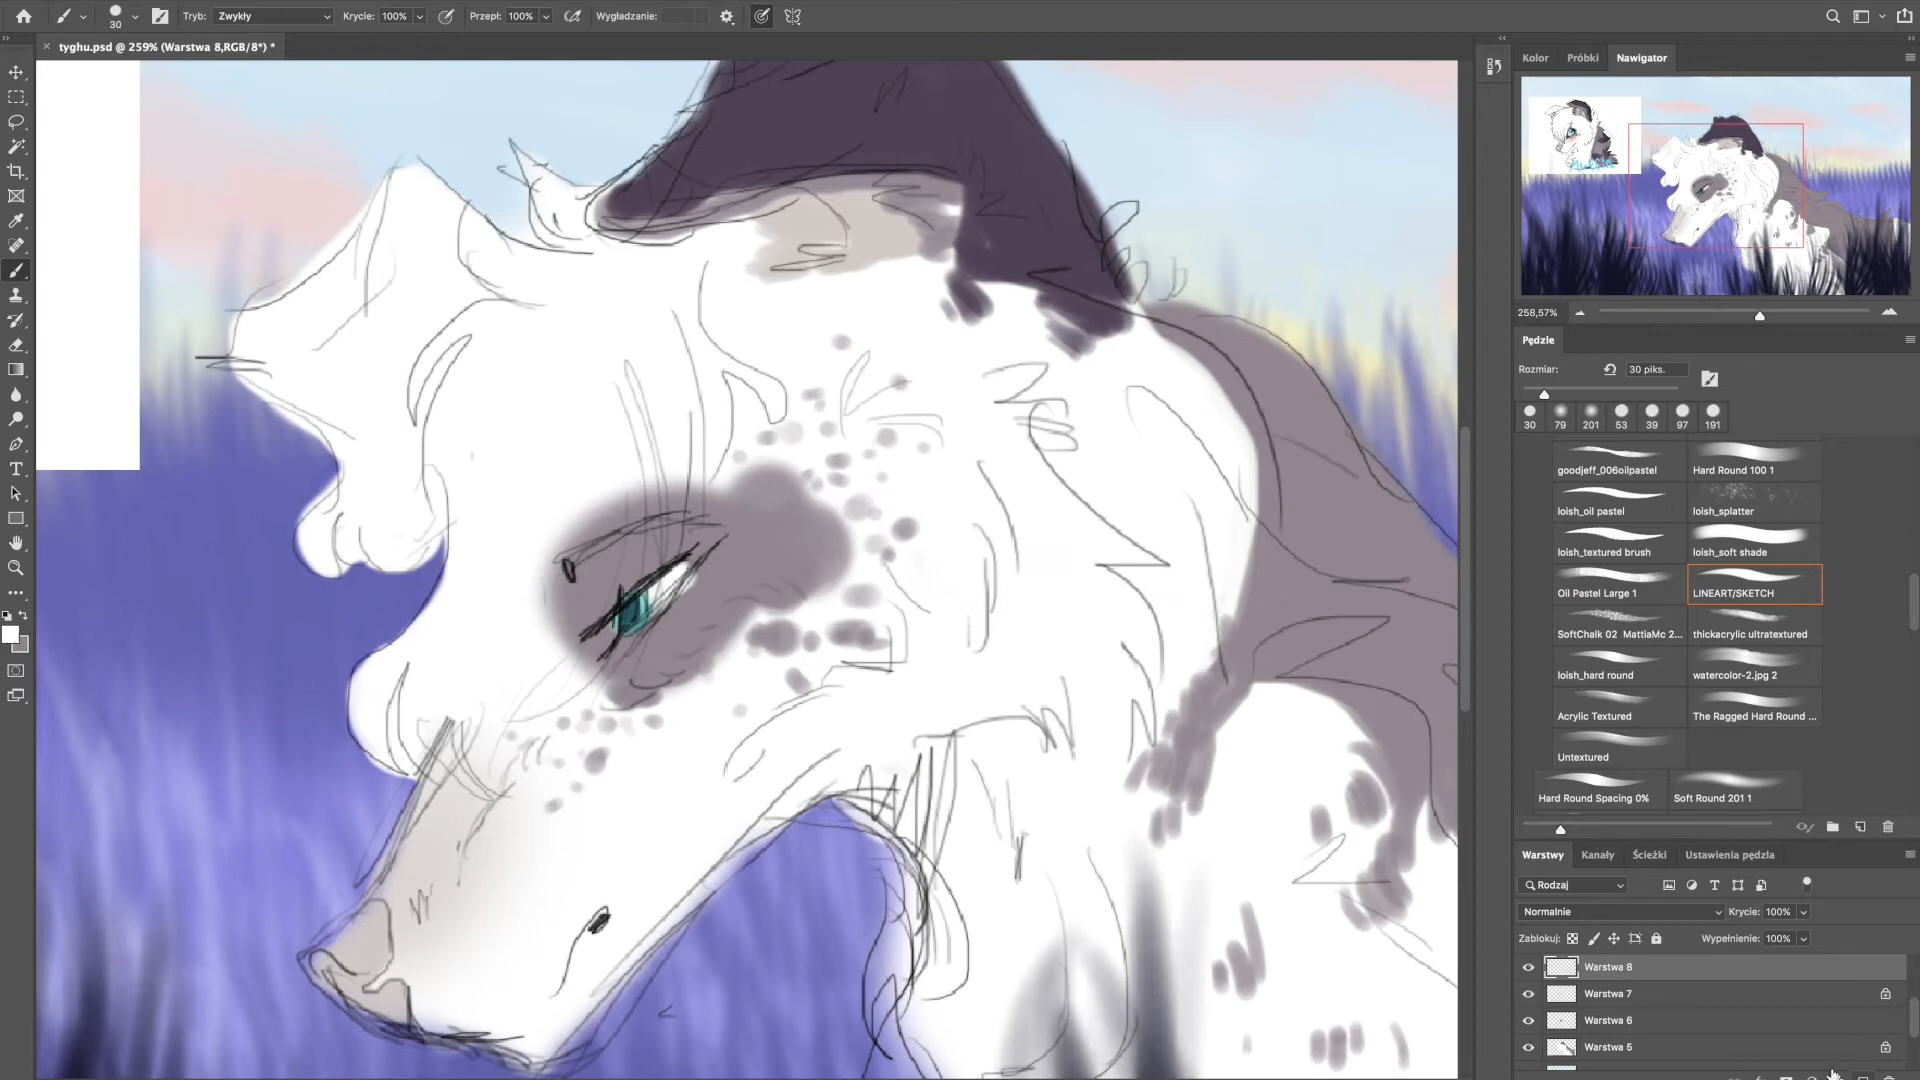 30
Tryb:
Zwykły
Krycie: 100%
Przepł: 100%
Wygładzanie:
tyghu.psd @ 259% (Warstwa 8,RGB/8*) *
Kolor
Próbki
Nawigator
258,57%
Pędzle
Rozmiar:
30 piks.
30
79
201
53
39
97
191
goodjeff_006oilpastel
Hard Round 100 1
loish_oil pastel
loish_splatter
loish_textured brush
loish_soft shade
Oil Pastel Large 1
LINEART/SKETCH
SoftChalk 02 MattiaMc 2...
thickacrylic ultratextured
loish_hard round
watercolor-2.jpg 2
Acrylic Textured
The Ragged Hard Round ...
Untextured
Hard Round Spacing 0%
Soft Round 201 1
Warstwy
Kanały
Ścieżki
Ustawienia pędzla
Rodzaj
Normalnie
Krycie: 100%
Zablokuj:
Wypełnienie: 100%
Warstwa 8
Warstwa 7
Warstwa 6
Warstwa 5